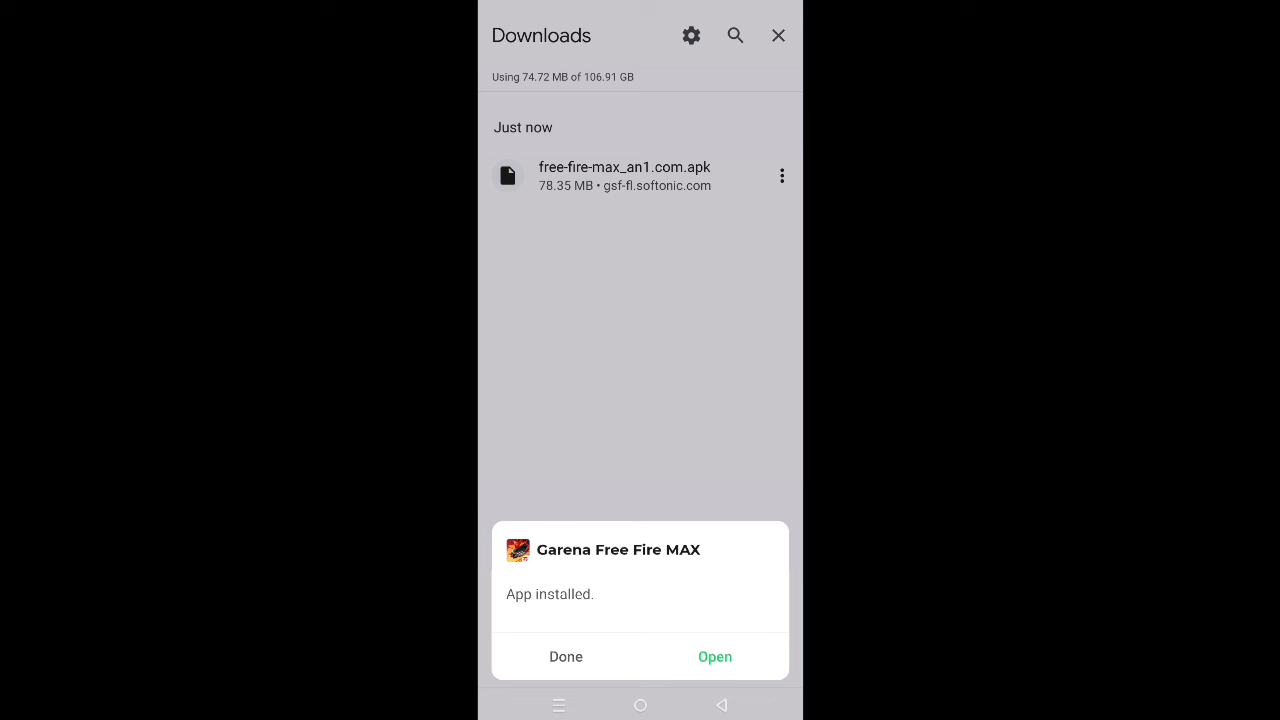 Downloads
Using 74.72 MB of 106.91 GB
Just now
free-fire-max_an1.com.apk
78.35 MB • gsf-fl.softonic.com
Garena Free Fire MAX
App installed.
Done
Open